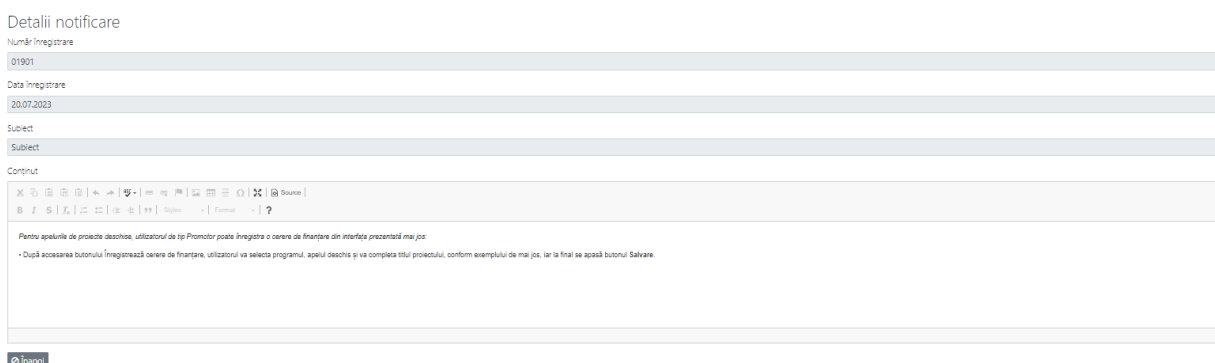 Detalii notificare
Număr înregistrare
01901
Data înregistrare
20.07.2023
Subiect
Subiect
Conținut
Source
B I S Styles Format ?
Pentru apelurile de proiecte deschise, utilizatorul de tip Promotor poate înregistra o cerere de finanțare din interfața prezentată mai jos:
• După accesarea butonului Înregistrează cerere de finanțare, utilizatorul va selecta programul, apelul deschis și va completa titlul proiectului, conform exemplului de mai jos, iar la final se apasă butonul Salvare.
Înapoi